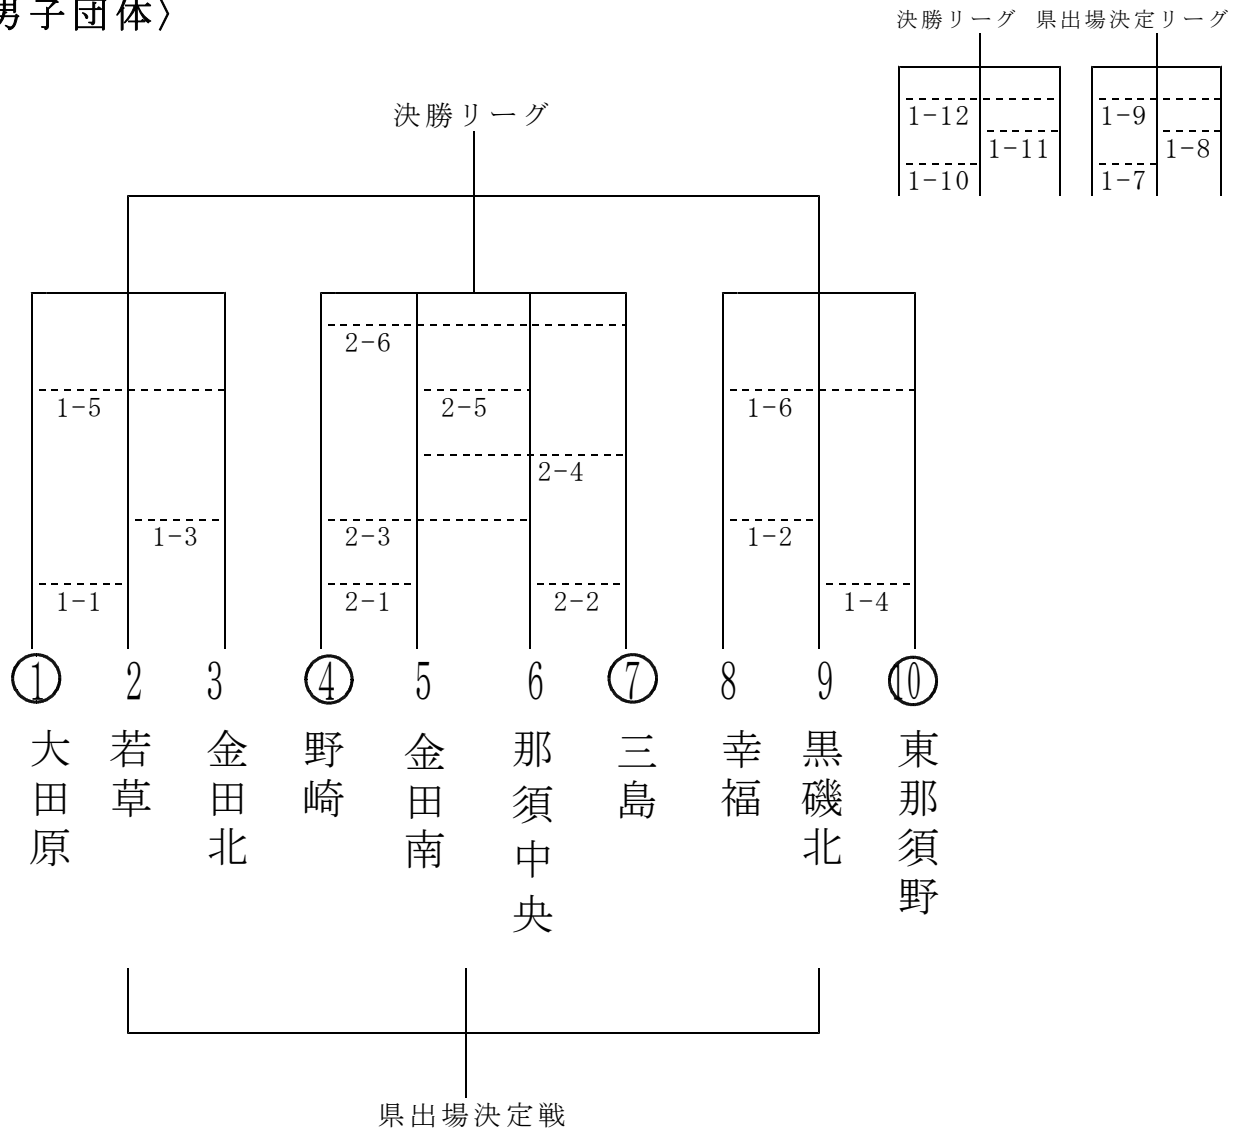 男子団体〉
決勝リーグ 県出場決定リーグ
1-12 1-9
1-11 1-8
1-10 1-7
決勝リーグ
2-6
1-5 2-5 1-6
2-4
1-3 2-3 1-2
1-1 2-1 2-2 1-4
① 2 3 ④ 5 6 ⑦ 8 9 ⑩
大田原
若草
金田北
野崎
金田南
那須中央
三島
幸福
黒磯北
東那須野
県出場決定戦